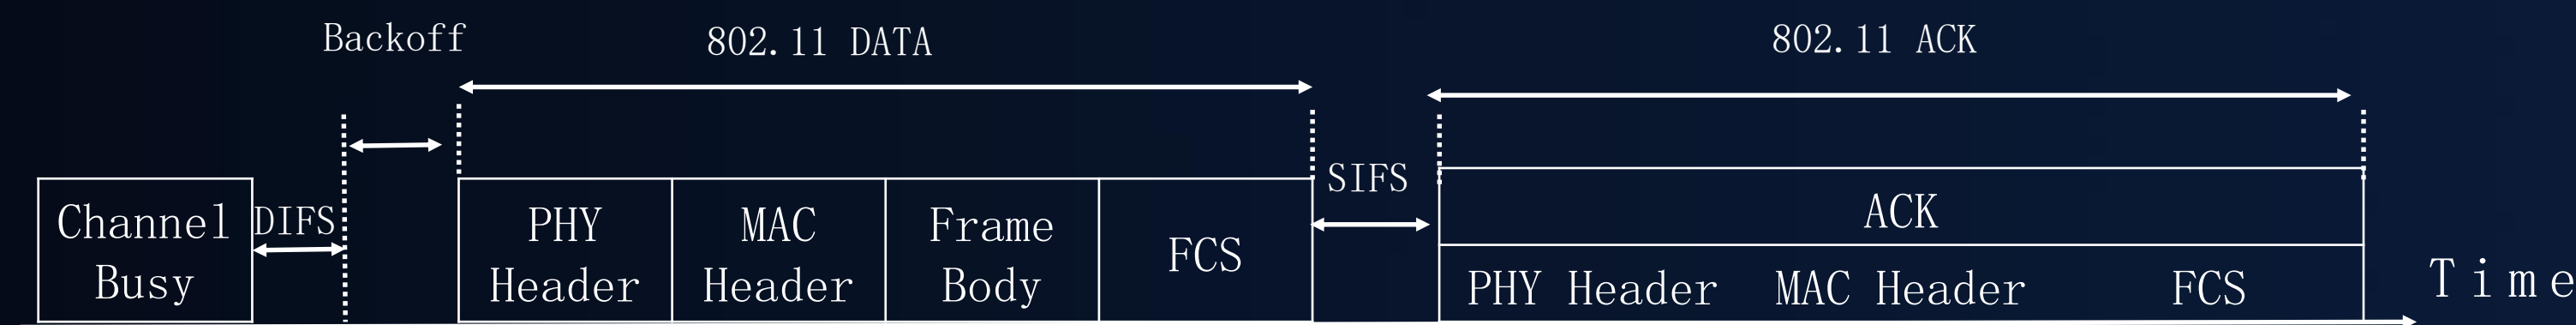 Backoff
802.11 DATA
802.11 ACK
Channel
Busy
DIFS
PHY
Header
MAC
Header
Frame
Body
FCS
SIFS
ACK
PHY Header MAC Header FCS
Time